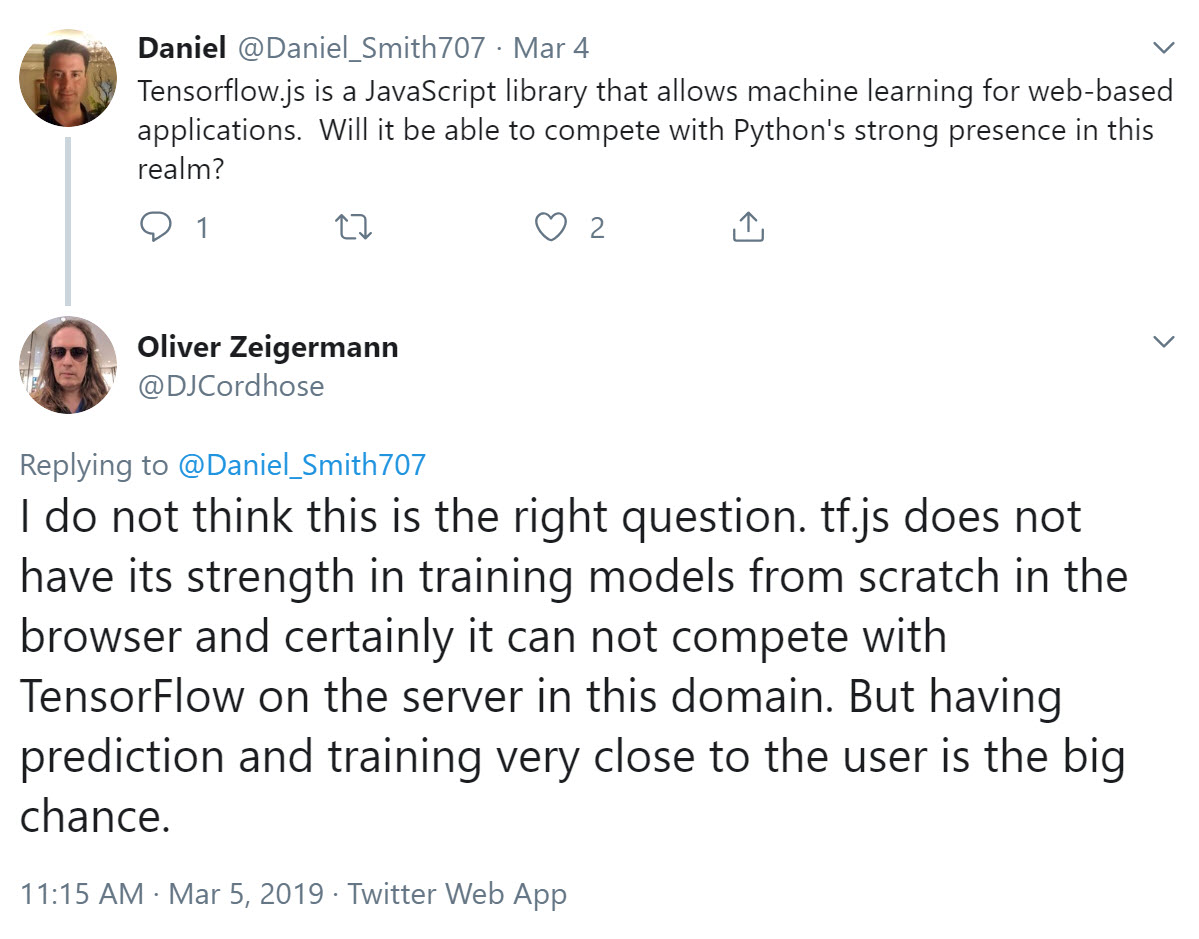 Daniel @Daniel_Smith707 · Mar 4
Tensorflow.js is a JavaScript library that allows machine learning for web-based
applications.  Will it be able to compete with Python's strong presence in this
realm?
1 2
Oliver Zeigermann
@DJCordhose
Replying to @Daniel_Smith707
I do not think this is the right question. tf.js does not
have its strength in training models from scratch in the
browser and certainly it can not compete with
TensorFlow on the server in this domain. But having
prediction and training very close to the user is the big
chance.
11:15 AM · Mar 5, 2019 · Twitter Web App